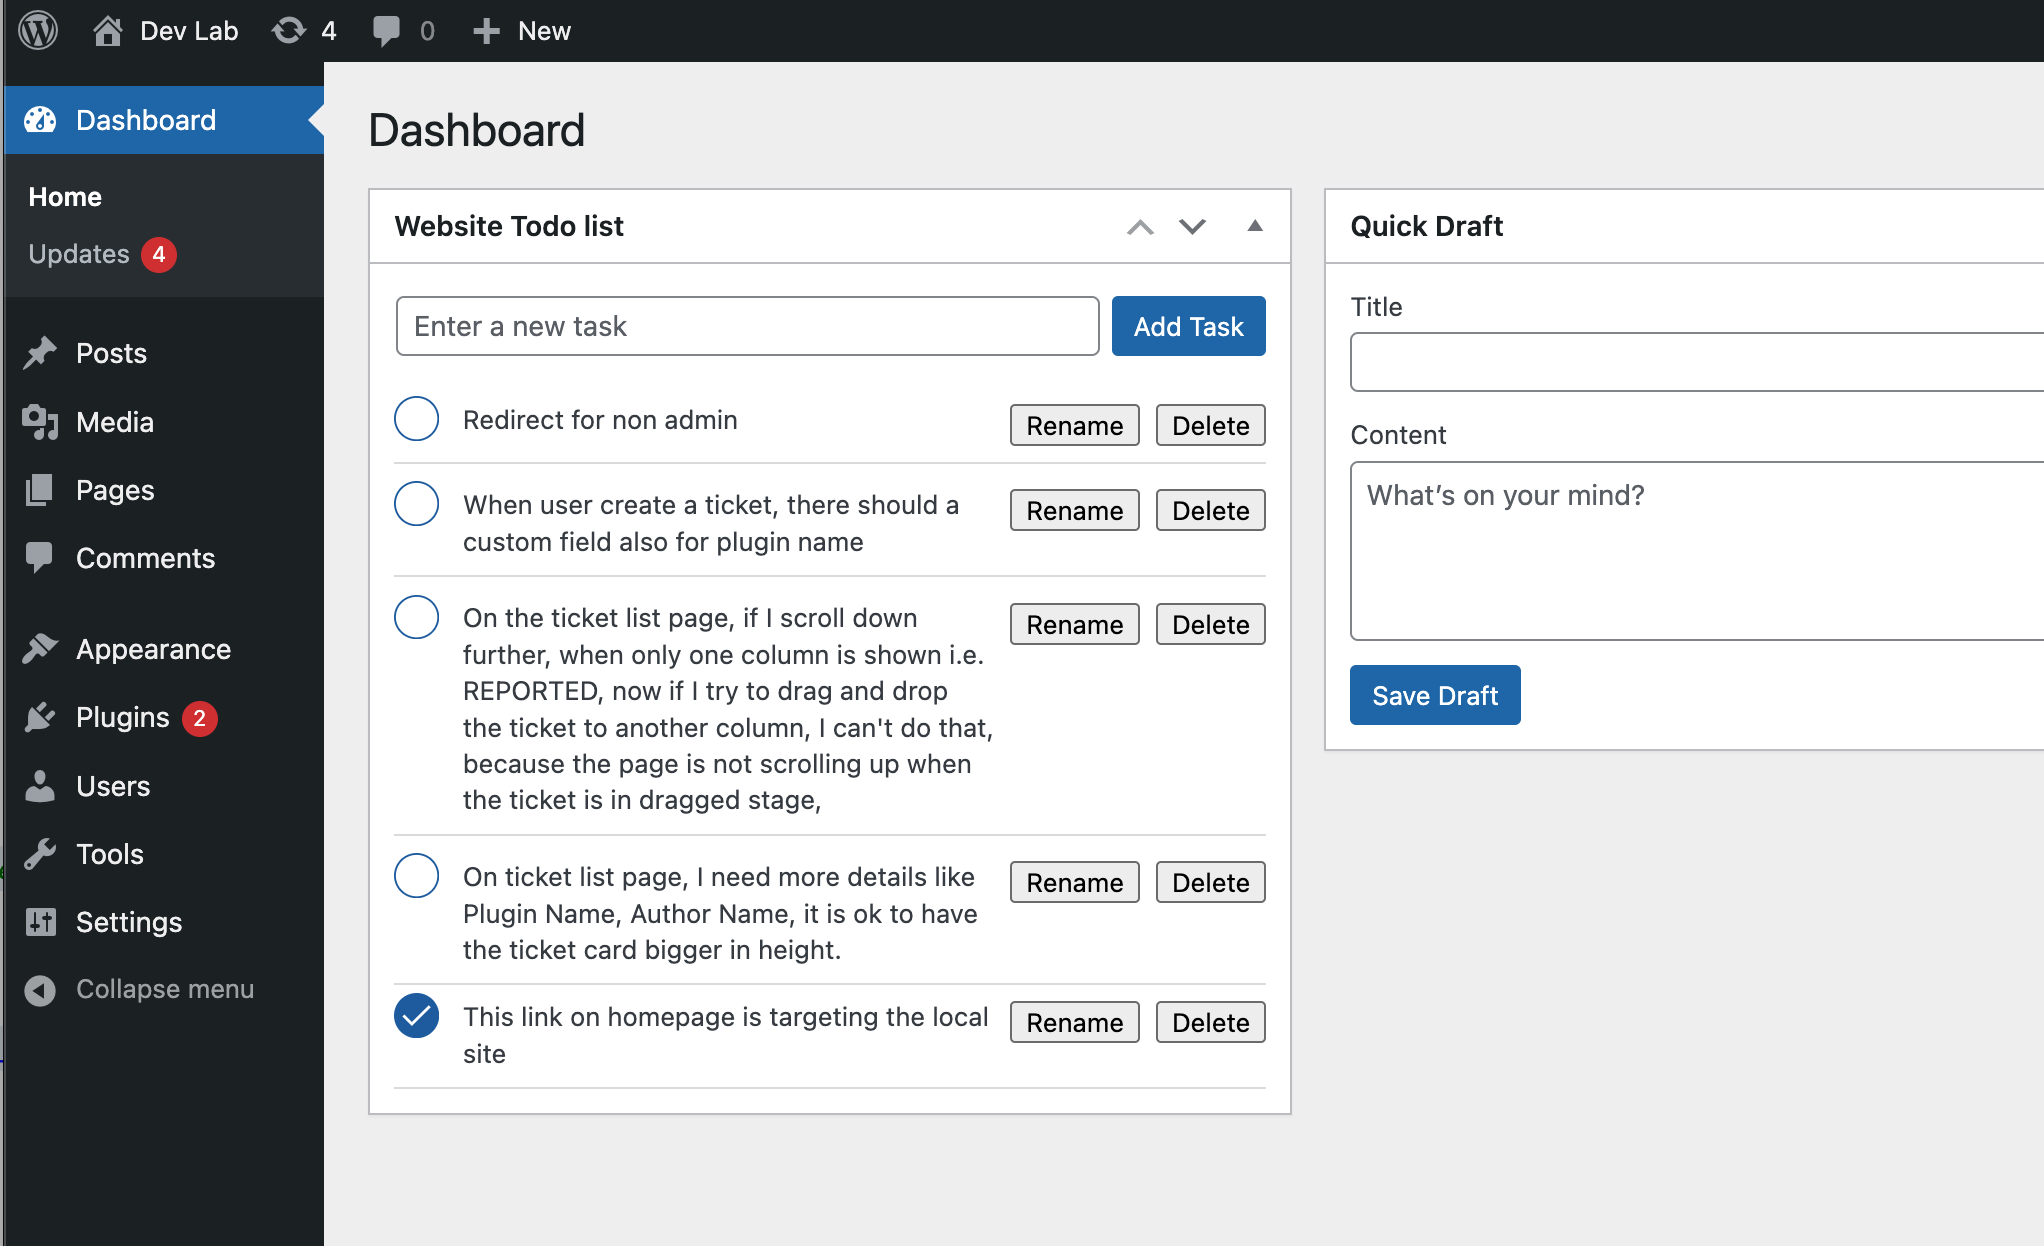 Dev Lab 4 0 New
Dashboard
Home
Updates 4
Posts
Media
Pages
Comments
Appearance
Plugins 2
Users
Tools
Settings
Collapse menu
Dashboard
Website Todo list
Enter a new task
Add Task
Redirect for non admin
Rename Delete
When user create a ticket, there should a
custom field also for plugin name
Rename Delete
On the ticket list page, if I scroll down
further, when only one column is shown i.e.
REPORTED, now if I try to drag and drop
the ticket to another column, I can't do that,
because the page is not scrolling up when
the ticket is in dragged stage,
Rename Delete
On ticket list page, I need more details like
Plugin Name, Author Name, it is ok to have
the ticket card bigger in height.
Rename Delete
This link on homepage is targeting the local
site
Rename Delete
Quick Draft
Title
Content
What’s on your mind?
Save Draft